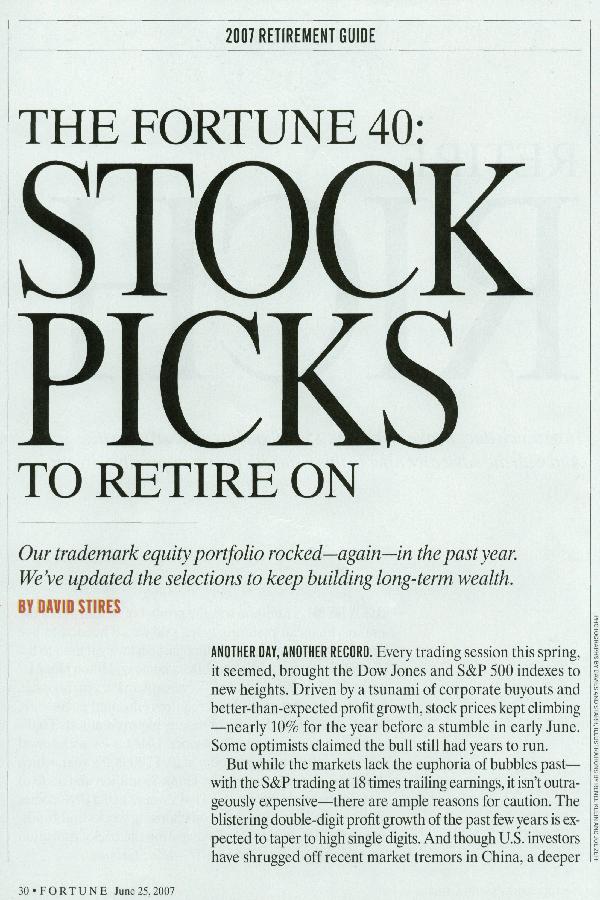 2007 RETIREMENT GUIDE
THE FORTUNE 40:
STOCK
PICKS
TO RETIRE ON
Our trademark equity portfolio rocked—again—in the past year.
We've updated the selections to keep building long-term wealth.
BY DAVID STIRES
ANOTHER DAY, ANOTHER RECORD. Every trading session this spring,
it seemed, brought the Dow Jones and S&P 500 indexes to
new heights. Driven by a tsunami of corporate buyouts and
better-than-expected profit growth, stock prices kept climbing
—nearly 10% for the year before a stumble in early June.
Some optimists claimed the bull still had years to run.
But while the markets lack the euphoria of bubbles past—
with the S&P trading at 18 times trailing earnings, it isn't outra-
geously expensive—there are ample reasons for caution. The
blistering double-digit profit growth of the past few years is ex-
pected to taper to high single digits. And though U.S. investors
have shrugged off recent market tremors in China, a deeper
30 • FORTUNE June 25, 2007